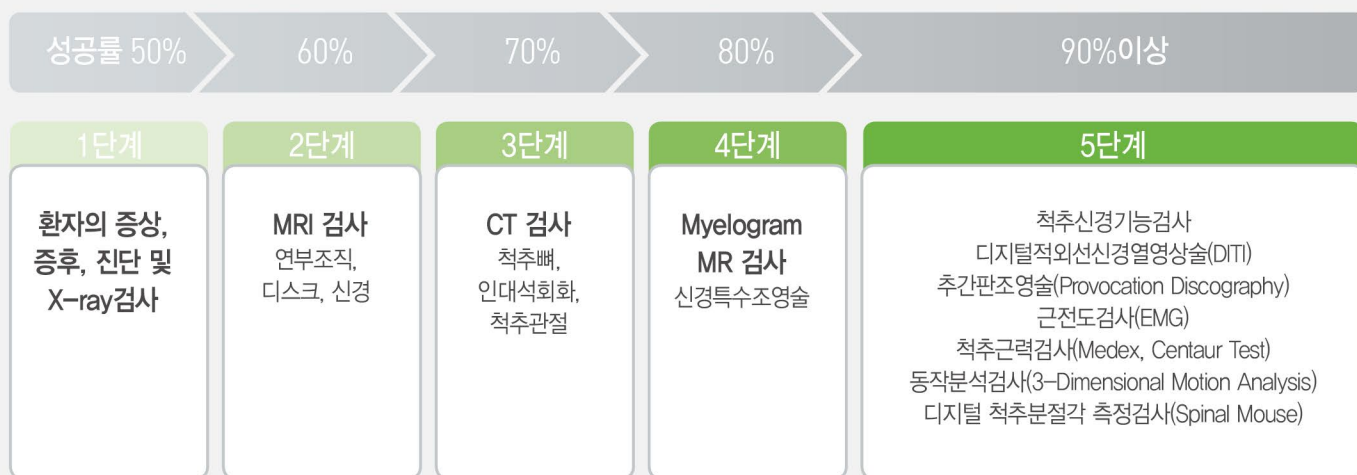 성공률 50%
60%
70%
80%
90%이상
1단계
환자의 증상,
증후, 진단 및
X-ray검사
2단계
MRI 검사
연부조직,
디스크, 신경
3단계
CT 검사
척추뼈,
인대석회화,
척추관절
4단계
Myelogram
MR 검사
신경특수조영술
5단계
척추신경기능검사
디지털적외선신경열영상술(DITI)
추간판조영술(Provocation Discography)
근전도검사(EMG)
척추근력검사(Medex, Centaur Test)
동작분석검사(3-Dimensional Motion Analysis)
디지털 척추분절각 측정검사(Spinal Mouse)